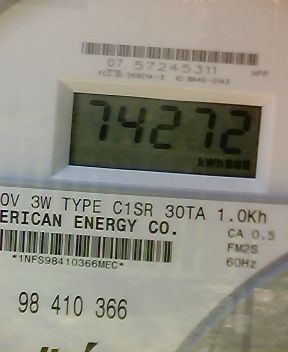 07 57245311
74272
kWh
0V 3W TYPE C1SR 30TA 1.0Kh
ERICAN ENERGY CO.
CA 0.5
FM2S
*1NFS98410366MEC*
60Hz
98 410 366